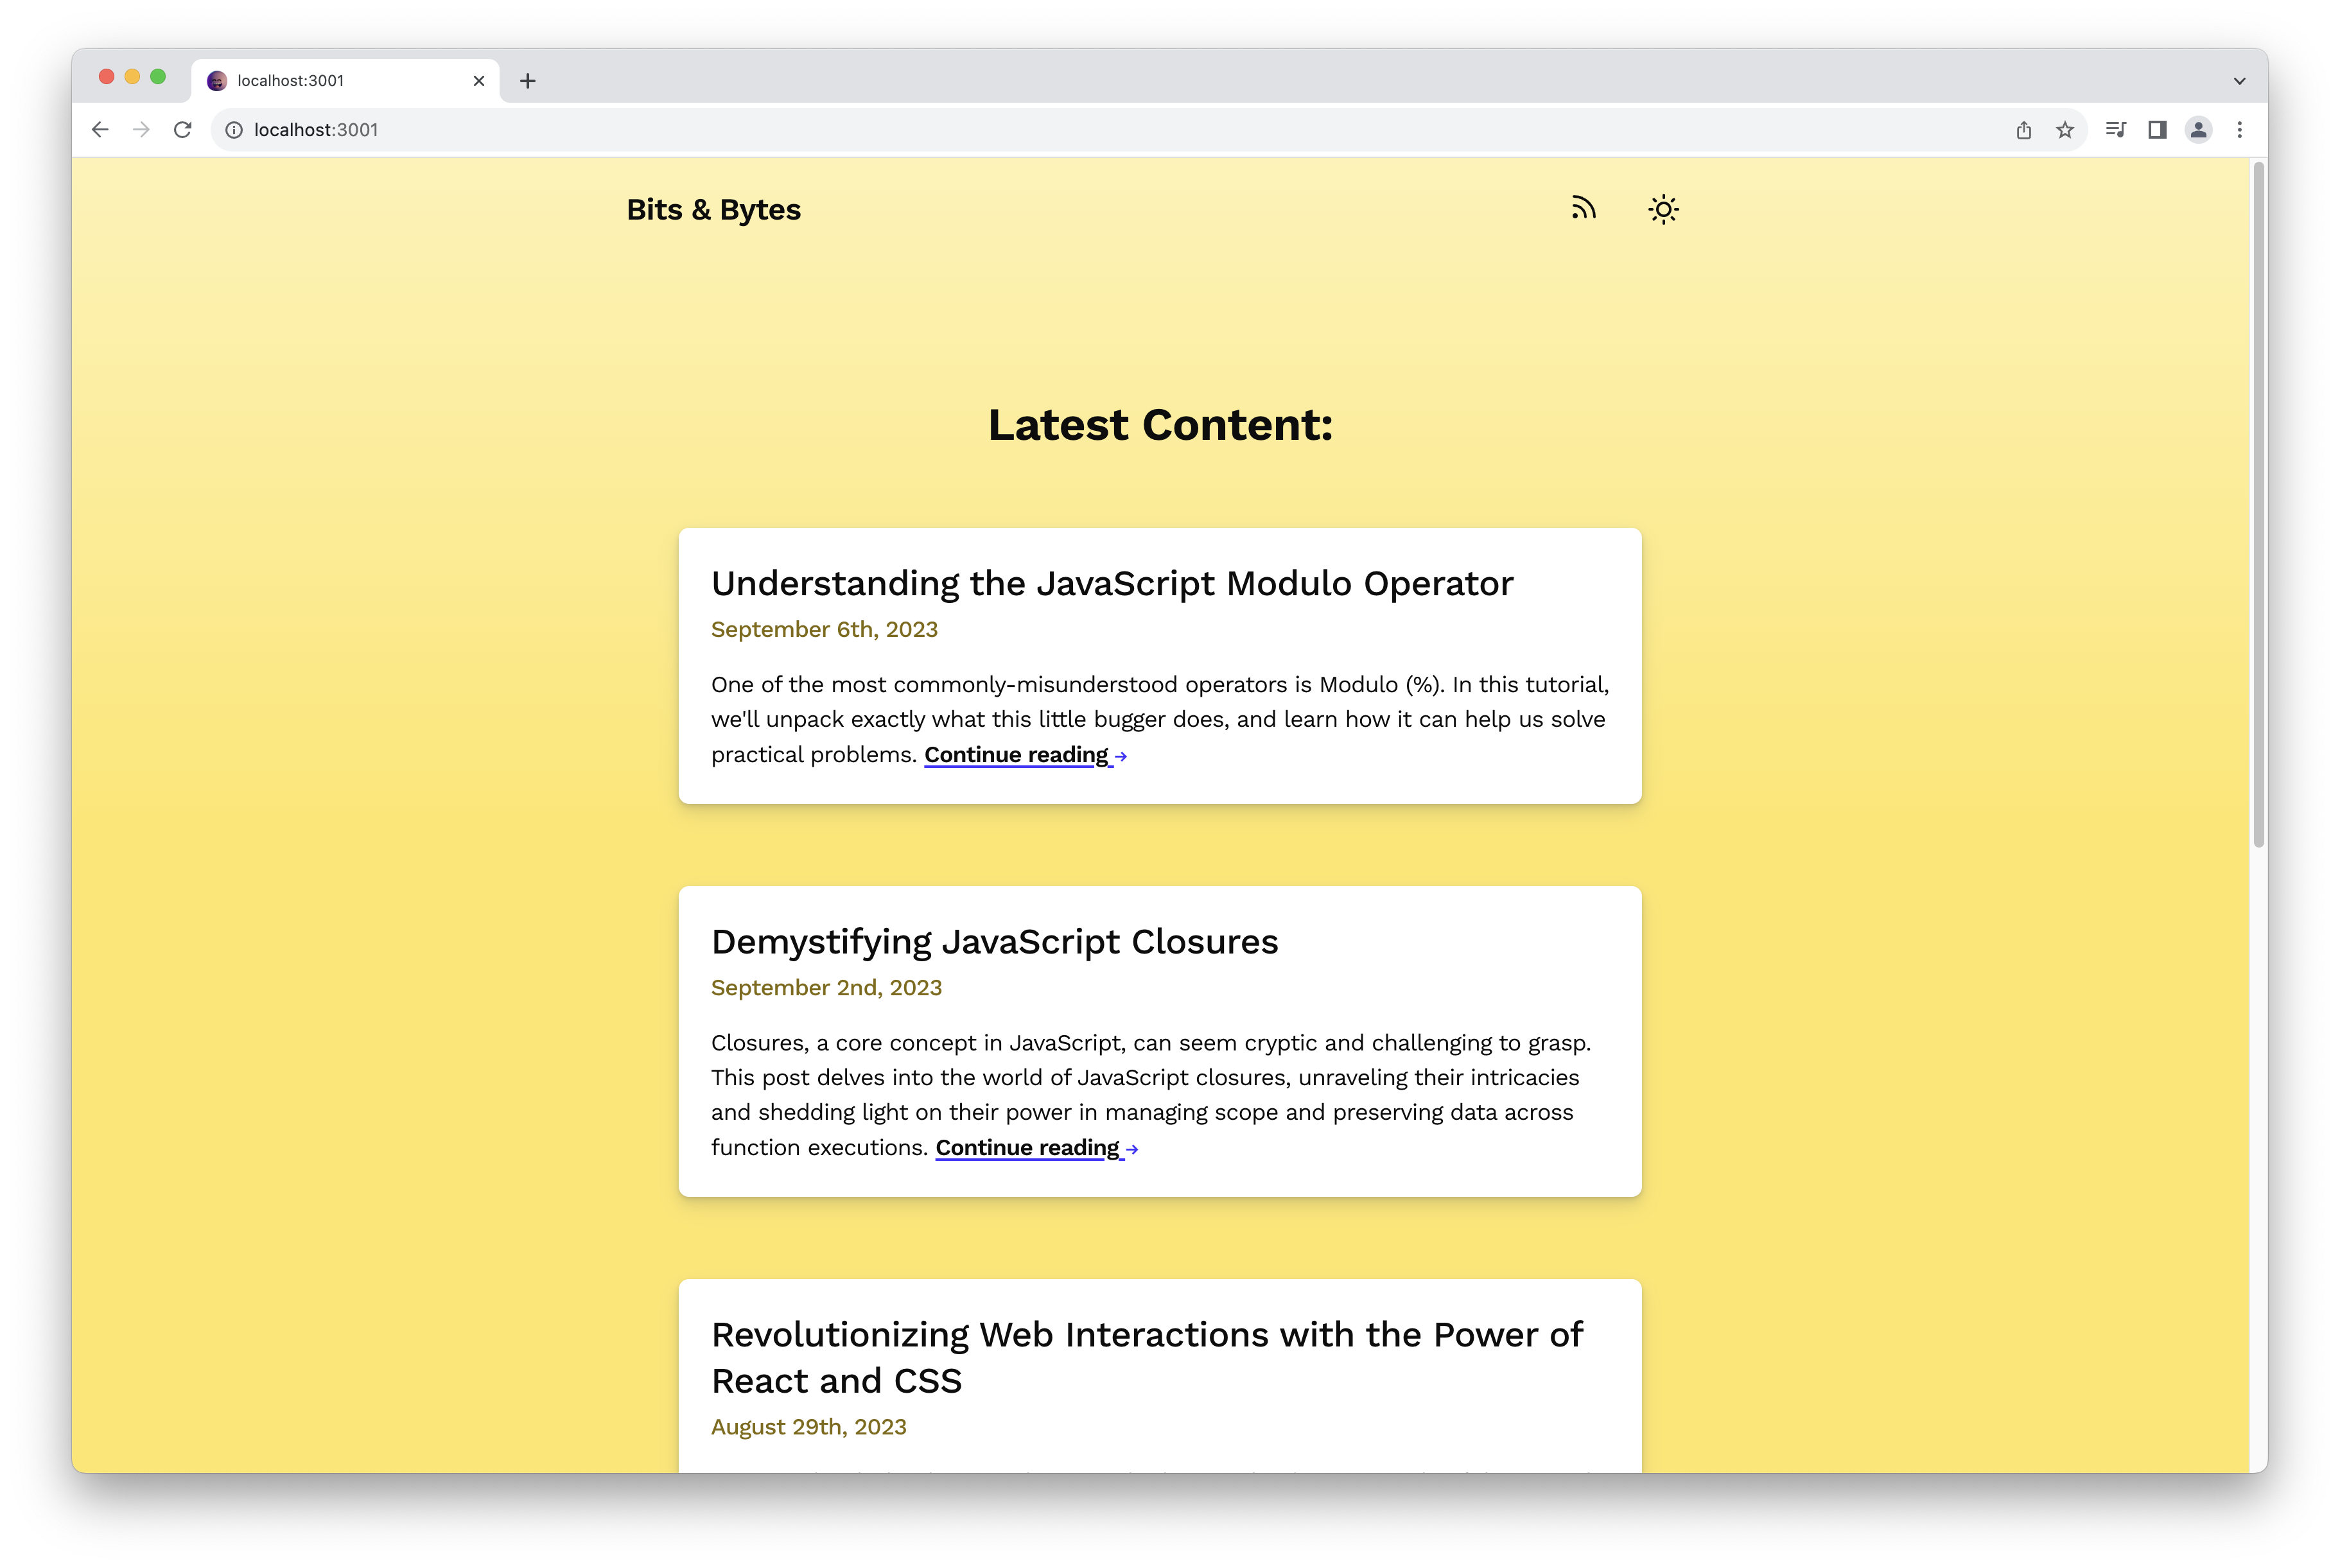 localhost:3001
localhost:3001
Bits & Bytes
Latest Content:
Understanding the JavaScript Modulo Operator
September 6th, 2023
One of the most commonly-misunderstood operators is Modulo (%). In this tutorial,
we'll unpack exactly what this little bugger does, and learn how it can help us solve
practical problems. Continue reading →
Demystifying JavaScript Closures
September 2nd, 2023
Closures, a core concept in JavaScript, can seem cryptic and challenging to grasp.
This post delves into the world of JavaScript closures, unraveling their intricacies
and shedding light on their power in managing scope and preserving data across
function executions. Continue reading →
Revolutionizing Web Interactions with the Power of
React and CSS
August 29th, 2023